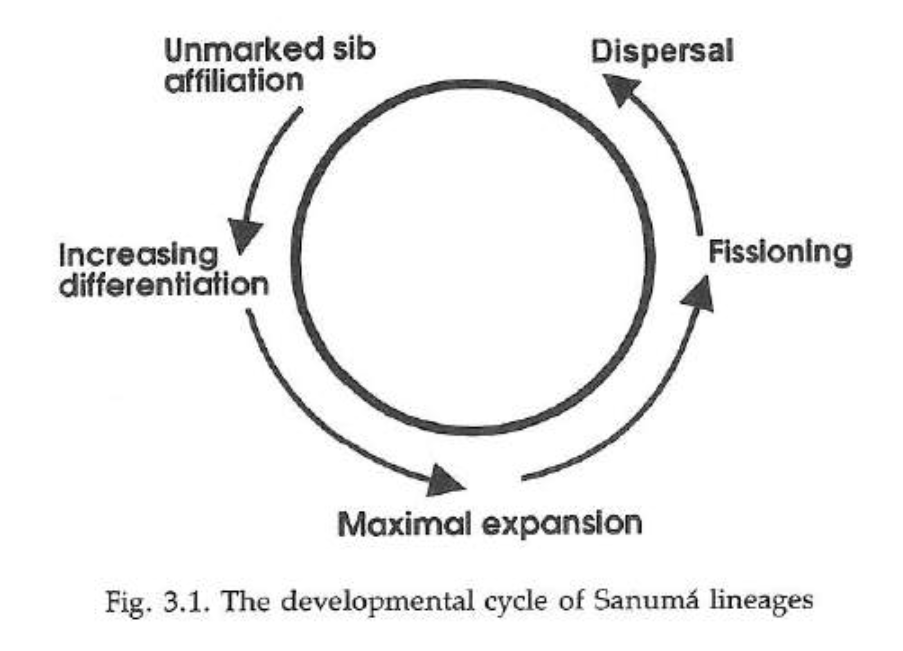 Unmarked sib
affiliation
Dispersal
Increasing
differentiation
Fissioning
Maximal expansion
Fig. 3.1. The developmental cycle of Sanumá lineages